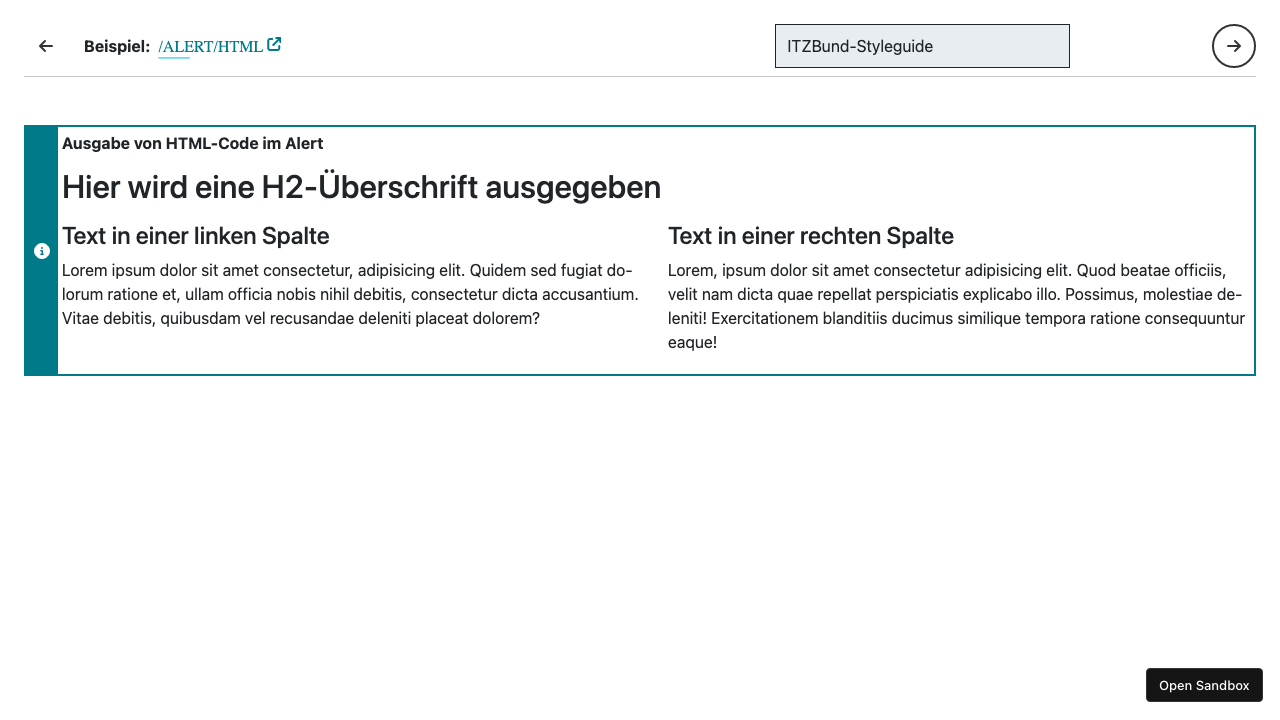 Beispiel: /ALERT/HTML
ITZBund-Styleguide
Ausgabe von HTML-Code im Alert
Hier wird eine H2-Überschrift ausgegeben
Text in einer linken Spalte
Lorem ipsum dolor sit amet consectetur, adipisicing elit. Quidem sed fugiat do-
lorum ratione et, ullam officia nobis nihil debitis, consectetur dicta accusantium.
Vitae debitis, quibusdam vel recusandae deleniti placeat dolorem?
Text in einer rechten Spalte
Lorem, ipsum dolor sit amet consectetur adipisicing elit. Quod beatae officiis,
velit nam dicta quae repellat perspiciatis explicabo illo. Possimus, molestiae de-
leniti! Exercitationem blanditiis ducimus similique tempora ratione consequuntur
eaque!
Open Sandbox